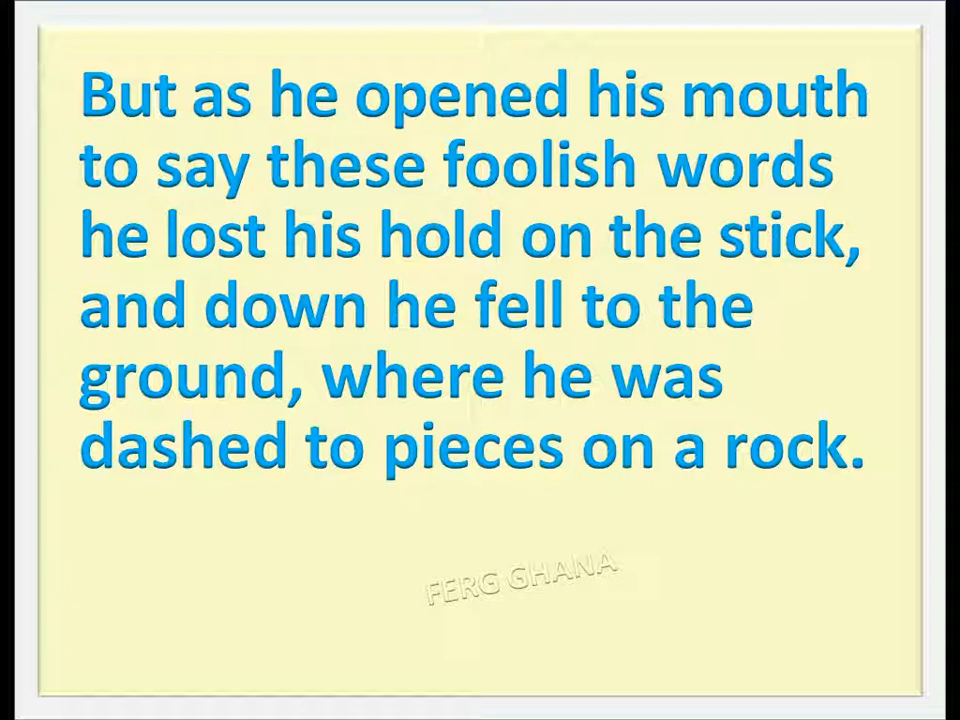 But as he opened his mouth
to say these foolish words
he lost his hold on the stick,
and down he fell to the
ground, where he was
dashed to pieces on a rock.
FERG GHANA